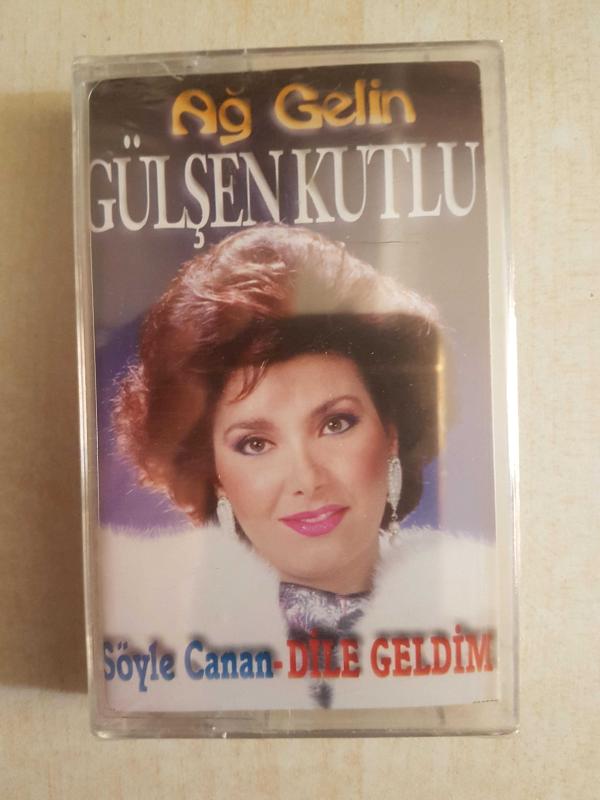 Ağ Gelin
GÜLŞEN KUTLU
Söyle Canan-DİLE GELDİM